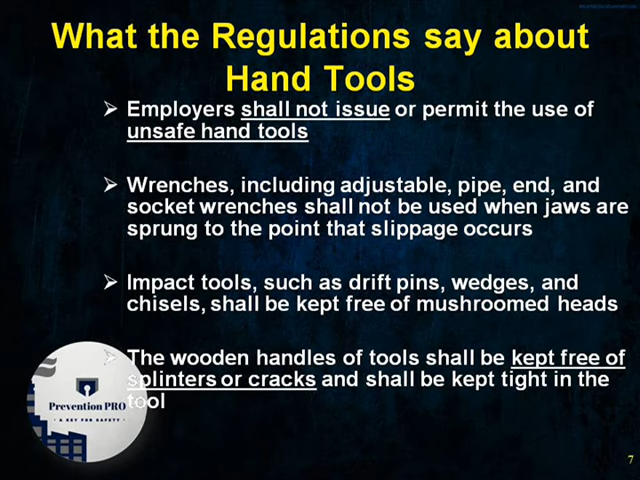 What the Regulations say about
Hand Tools
➢ Employers shall not issue or permit the use of
unsafe hand tools
➢ Wrenches, including adjustable, pipe, end, and
socket wrenches shall not be used when jaws are
sprung to the point that slippage occurs
➢ Impact tools, such as drift pins, wedges, and
chisels, shall be kept free of mushroomed heads
➢ The wooden handles of tools shall be kept free of
splinters or cracks and shall be kept tight in the
tool
Prevention PRO
• A KEY FOR SAFETY •
7